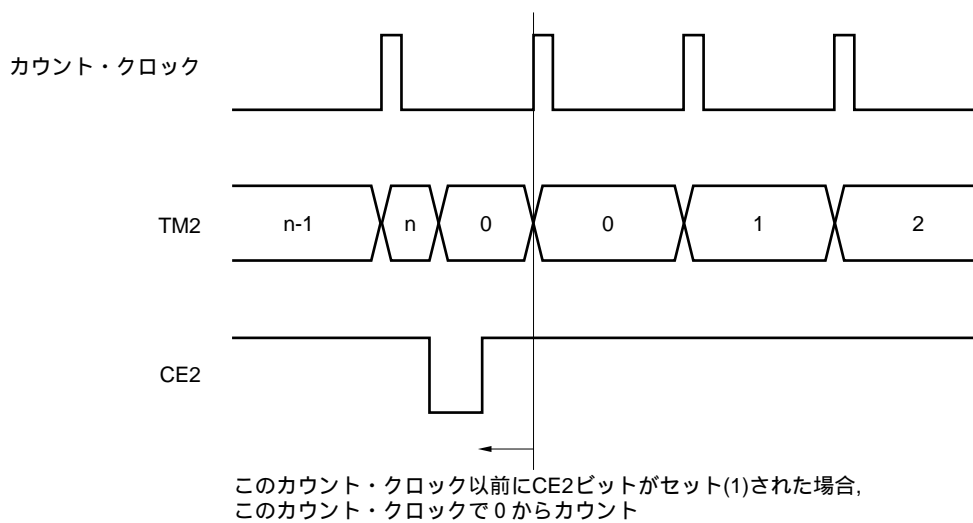 カウント・クロック
TM2
n-1
n
0
0
1
2
CE2
このカウント・クロック以前にCE2ビットがセット(1)された場合,
このカウント・クロックで０からカウント